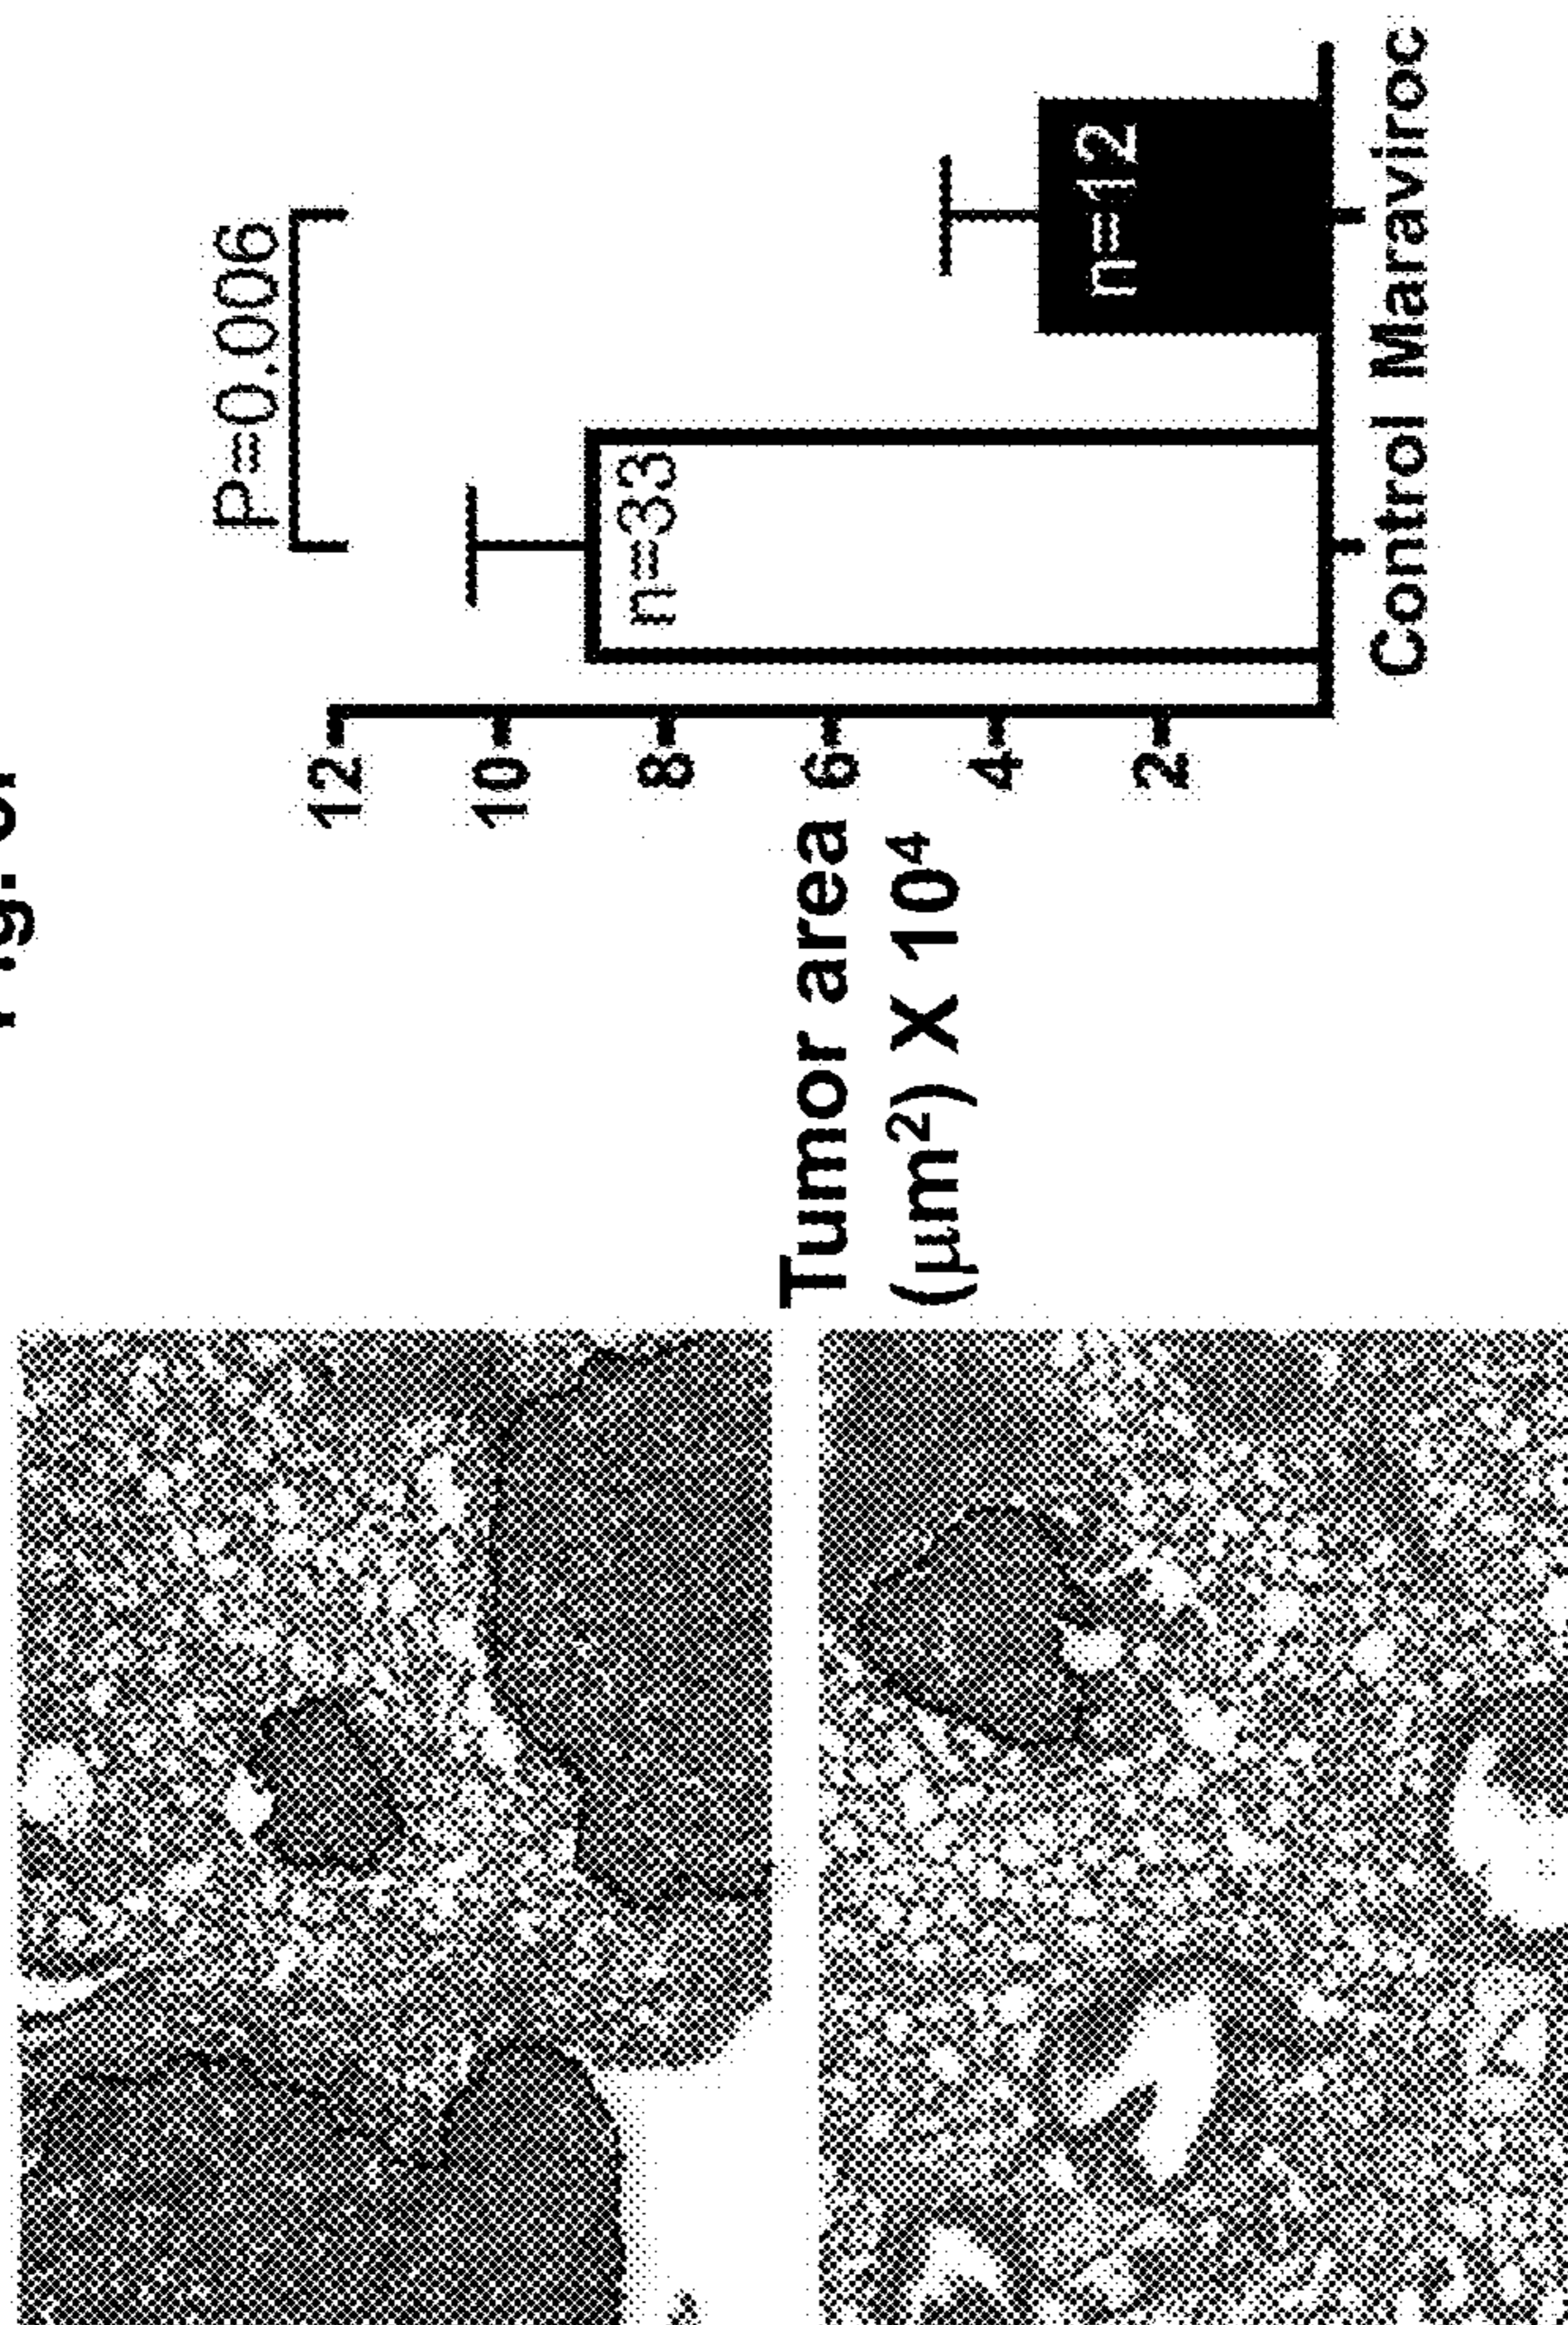 P=0.006
12
10
8
6
4
2
n=33
n=12
Tumor area
(μm²) X 10⁴
Control Maraviroc